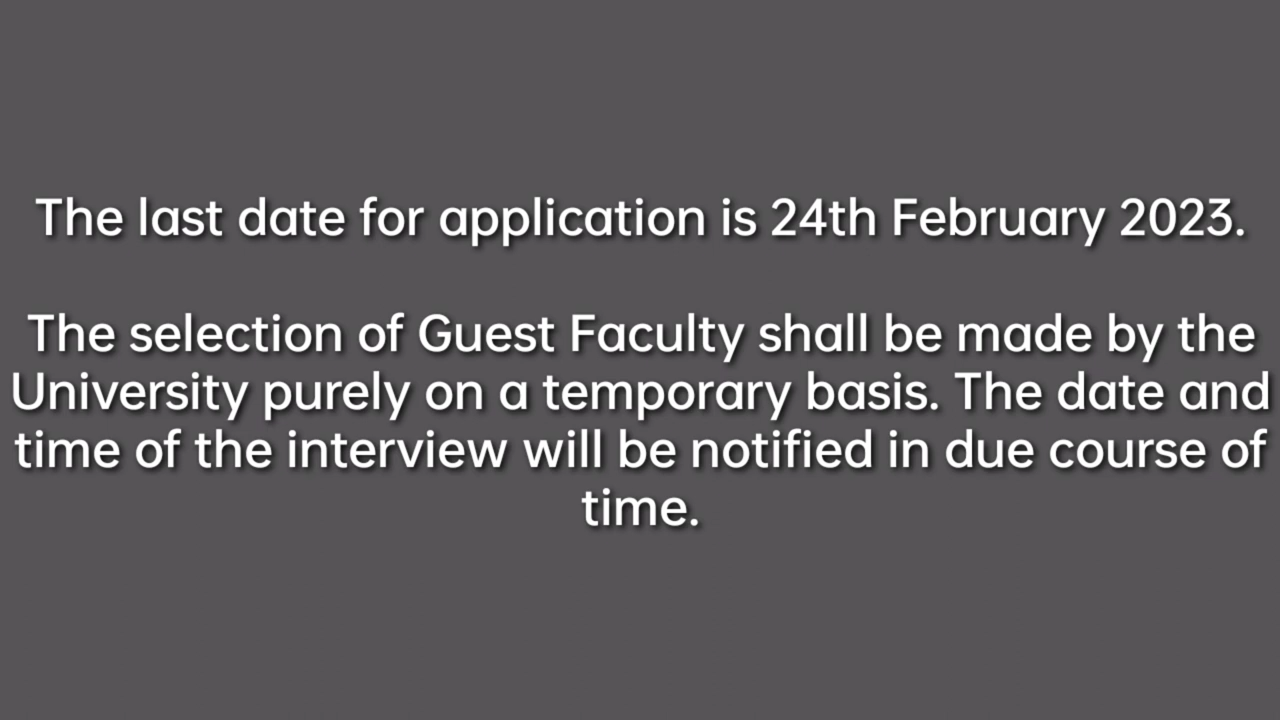 The last date for application is 24th February 2023.
The selection of Guest Faculty shall be made by the
University purely on a temporary basis. The date and
time of the interview will be notified in due course of
time.